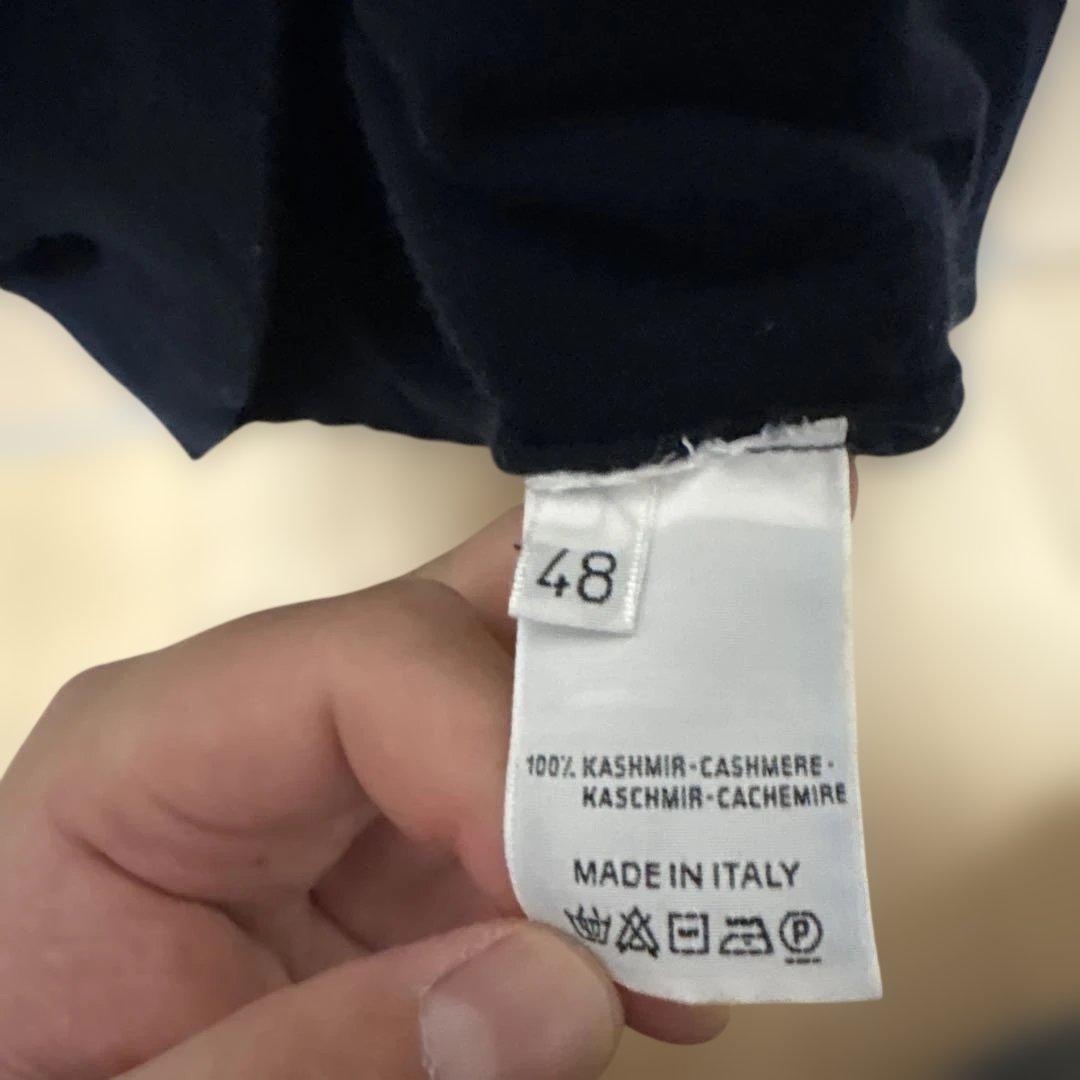 48
100% KASHMIR-CASHMERE-
KASCHMIR-CACHEMIRE
MADE IN ITALY
P